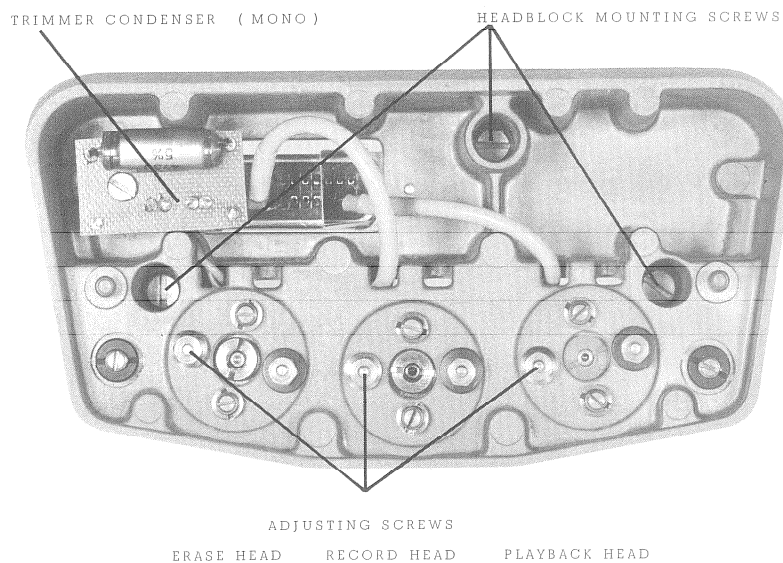 TRIMMER CONDENSER (MONO)
HEADBLOCK MOUNTING SCREWS
ADJUSTING SCREWS
ERASE HEAD RECORD HEAD PLAYBACK HEAD